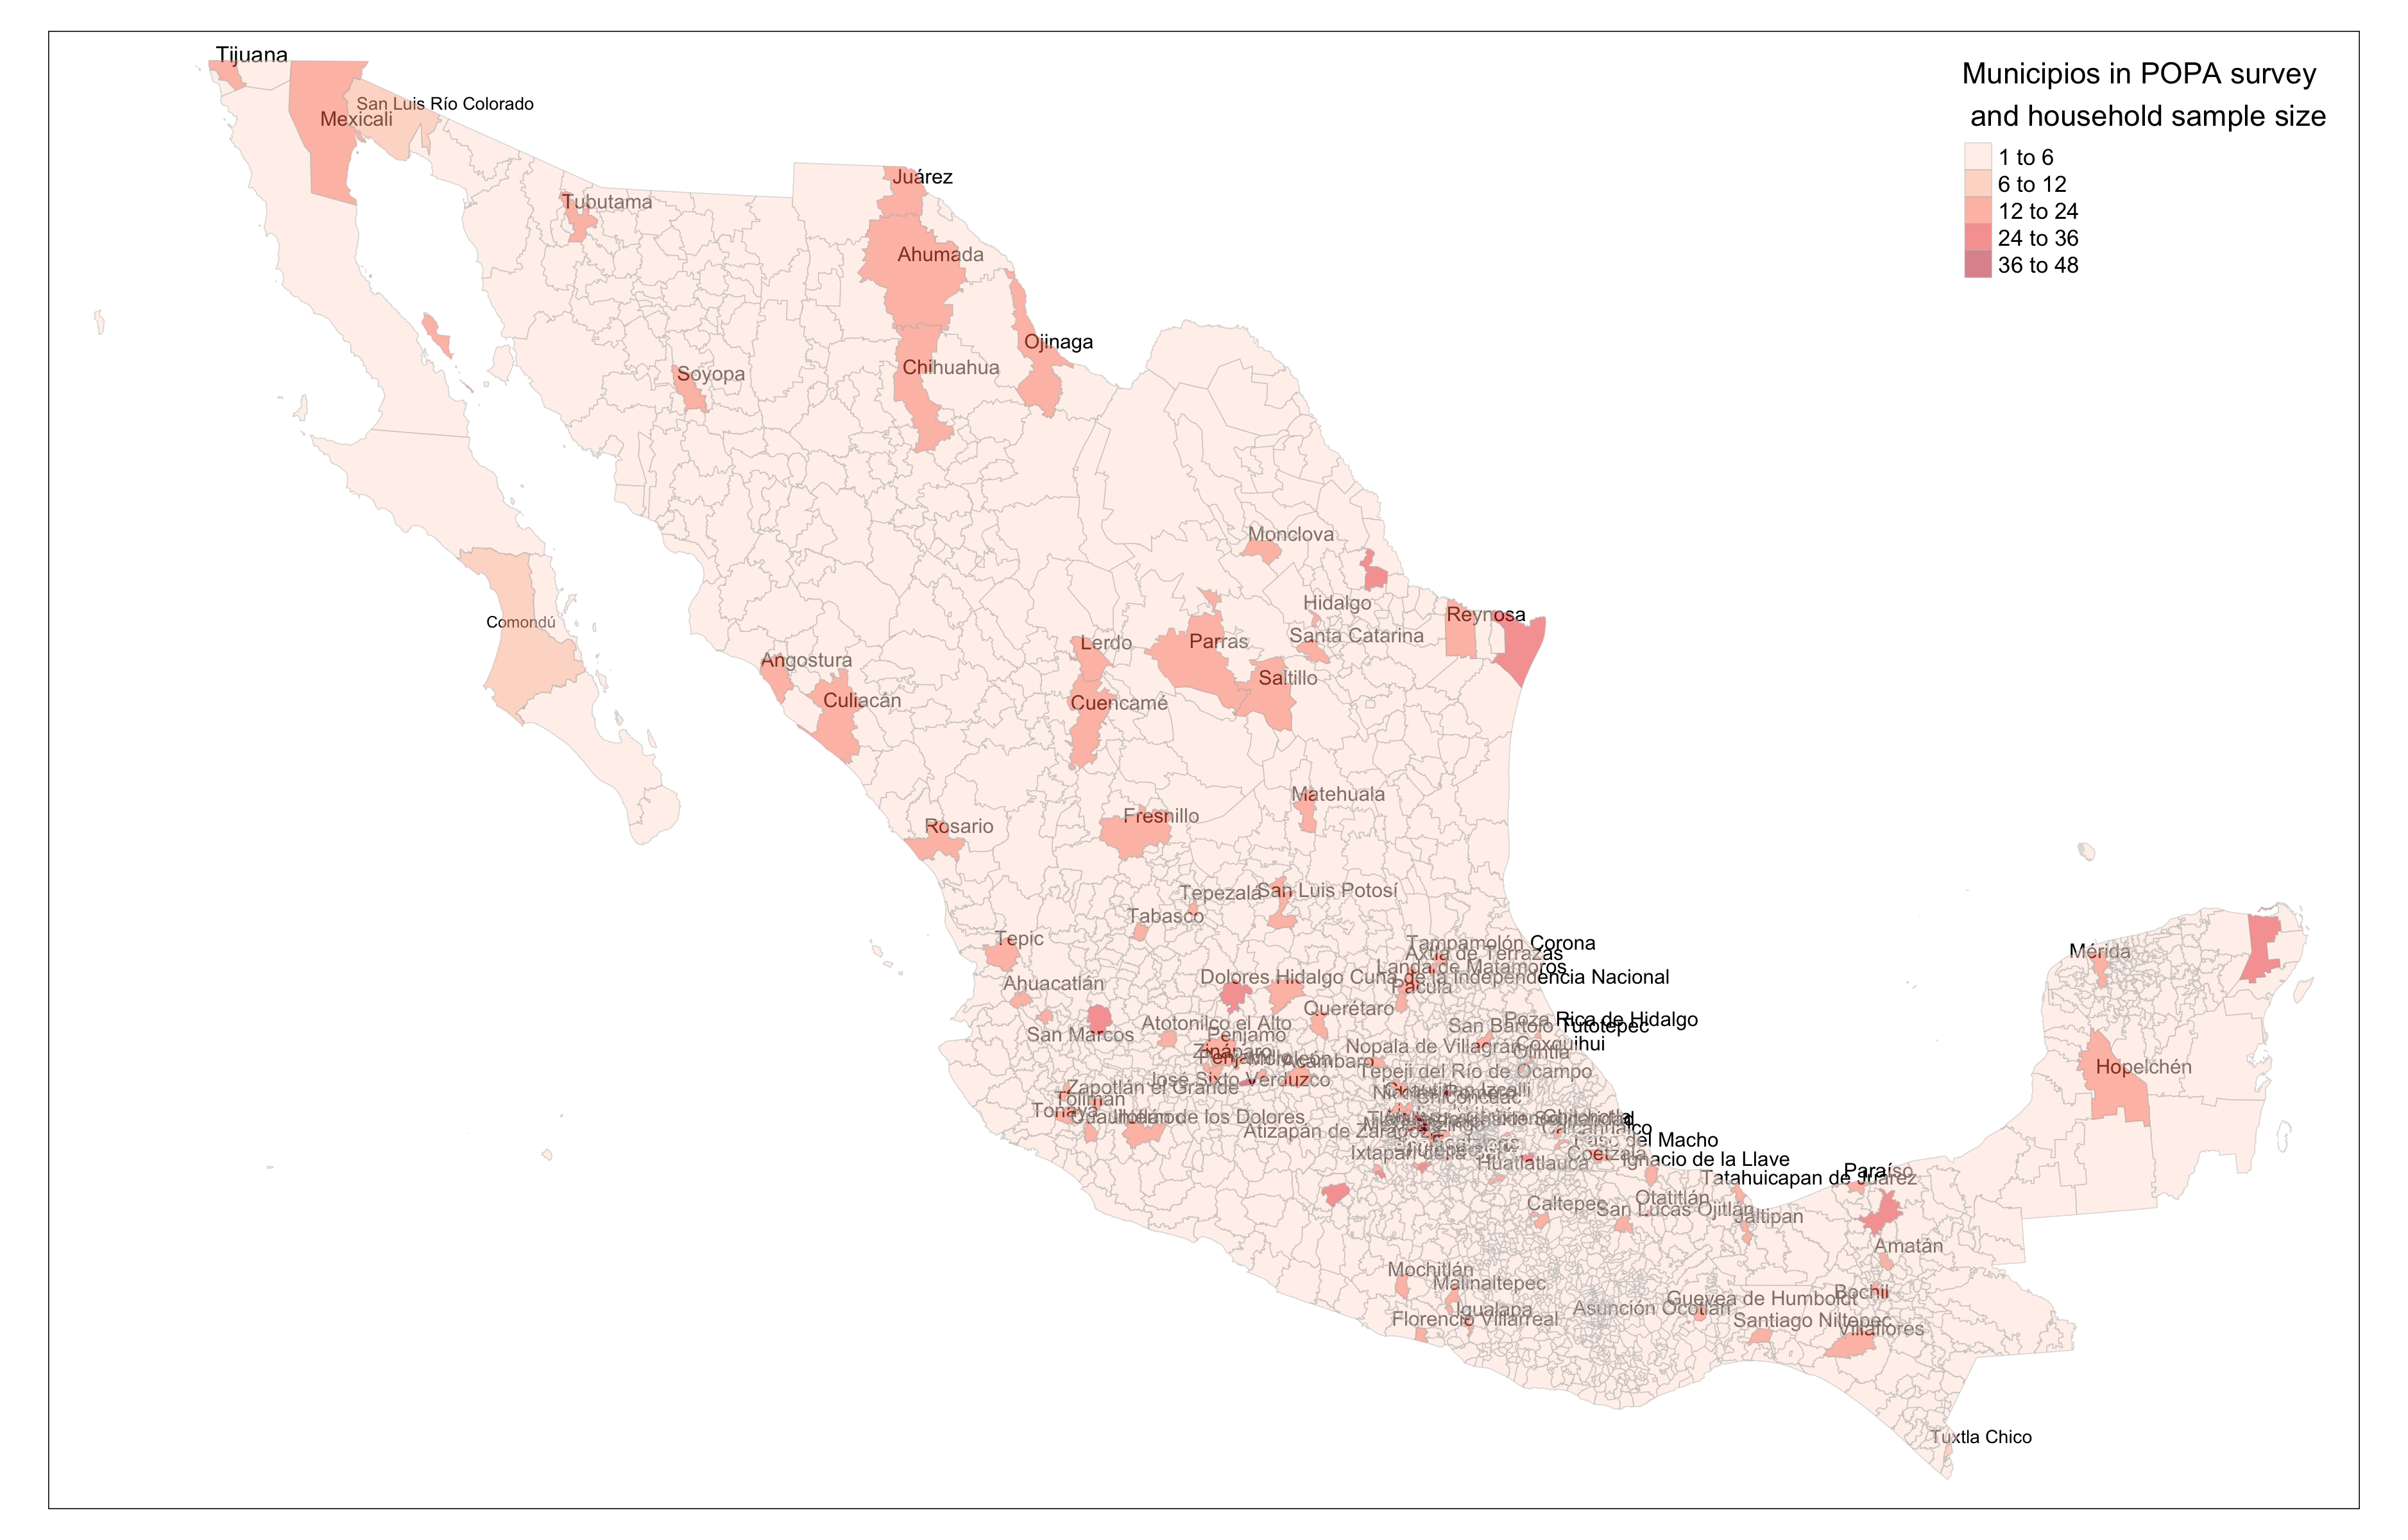 Municipios in POPA survey
and household sample size
1 to 6
6 to 12
12 to 24
24 to 36
36 to 48
Tijuana
San Luis Río Colorado
Mexicali
Juárez
Tubutama
Ahumada
Ojinaga
Chihuahua
Soyopa
Monclova
Hidalgo
Reynosa
Comondú
Santa Catarina
Lerdo
Parras
Angostura
Saltillo
Culiacán
Cuencamé
Matehuala
Fresnillo
Rosario
Tepezalá
San Luis Potosí
Tabasco
Tepic
Tampamolón Corona
Axtla de Terrazas
Mérida
Landa de Matamoros
Dolores Hidalgo Cuna de la Independencia Nacional
Ahuacatlán
Pacula
Querétaro
Poza Rica de Hidalgo
Atotonilco el Alto
San Bartolo Tutotepec
San Marcos
Pénjamo
Coxquihui
Nopala de Villagrán
Zináparo
Olintla
Acámbaro
Hopelchén
Tepeji del Río de Ocampo
José Sixto Verduzco
Zapotlán el Grande
Cuautitlán Izcalli
Chiconcuac
Tolimán
Tonaya
Atizapán de Zaragoza
Calcahualco
Paso del Macho
Coetzala
Ignacio de la Llave
Huatlatlauca
Paraíso
Tatahuicapan de Juárez
Otatitlán
Caltepec
San Lucas Ojitlán
Jáltipan
Amatán
Mochitlán
Malinaltepec
Bochil
Guevea de Humboldt
Igualapa
Asunción Ocotlán
Florencio Villarreal
Santiago Niltepec
Villaflores
Tuxtla Chico